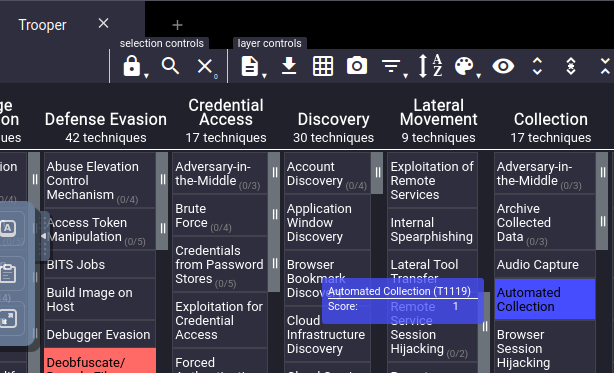 Trooper
selection controls
layer controls
0
ge
on
ques
Defense Evasion
42 techniques
Credential
Access
17 techniques
Discovery
30 techniques
Lateral
Movement
9 techniques
Collection
17 techniques
ion
(0/4)
Abuse Elevation
Control
Mechanism (0/4)
Access Token
Manipulation (0/5)
BITS Jobs
Build Image on
Host
Debugger Evasion
Deobfuscate/
Adversary-in-
the-Middle (0/3)
Brute
Force (0/4)
Credentials
from Password
Stores (0/5)
Exploitation for
Credential
Access
Forced
Account
Discovery (0/4)
Application
Window
Discovery
Browser
Bookmark
Discovery
Cloud
Infrastructure
Discovery
Exploitation of
Remote
Services
Internal
Spearphishing
Lateral Tool
Transfer
Remote
Service
Session
Hijacking (0/2)
Automated Collection (T1119)
Score: 1
Adversary-in-
the-Middle (0/3)
Archive
Collected
Data (0/3)
Audio Capture
Automated
Collection
Browser
Session
Hijacking